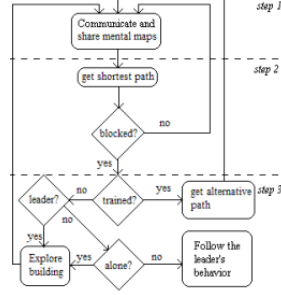 step 1
Communicate and
share mental maps
step 2
get shortest path
blocked?
no
yes
leader?
no
trained?
yes
get alternative
path
step 3
no
yes
Explore
building
yes
alone?
no
Follow the
leader's
behavior